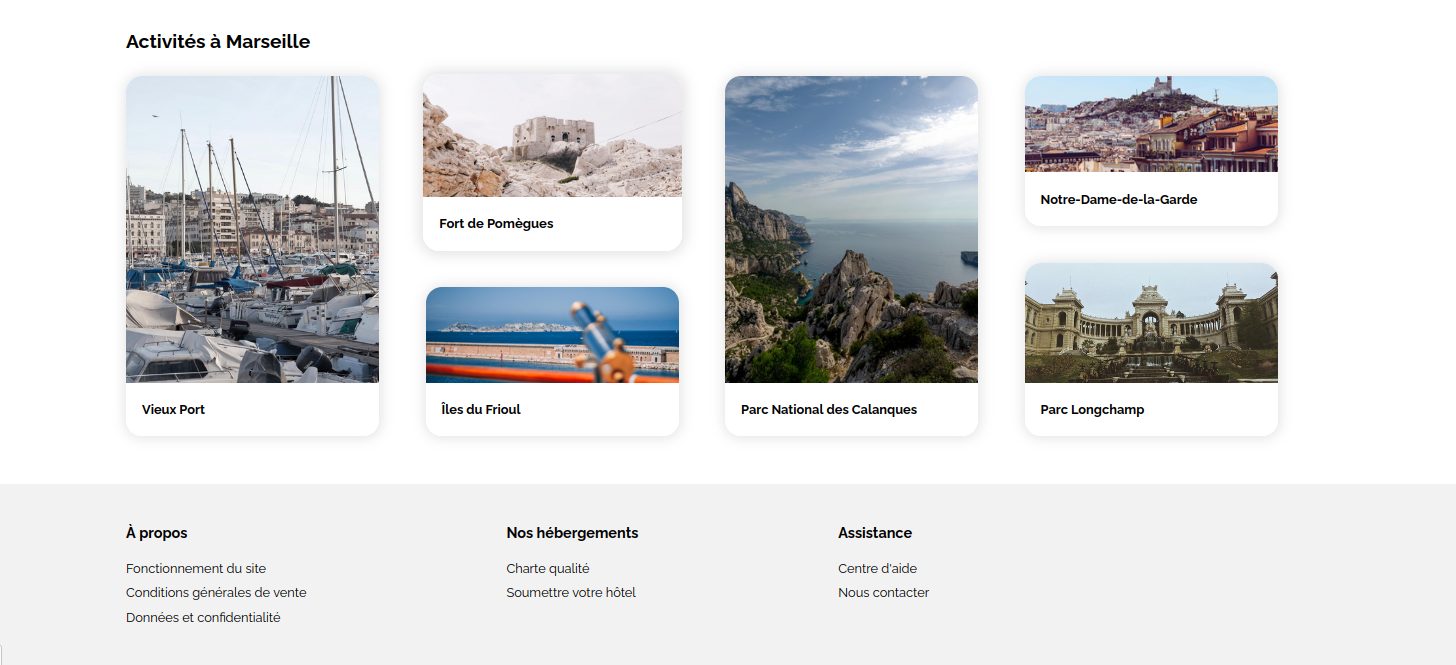 Activités à Marseille
Vieux Port
Fort de Pomègues
Îles du Frioul
Parc National des Calanques
Notre-Dame-de-la-Garde
Parc Longchamp
À propos
Fonctionnement du site
Conditions générales de vente
Données et confidentialité
Nos hébergements
Charte qualité
Soumettre votre hôtel
Assistance
Centre d'aide
Nous contacter